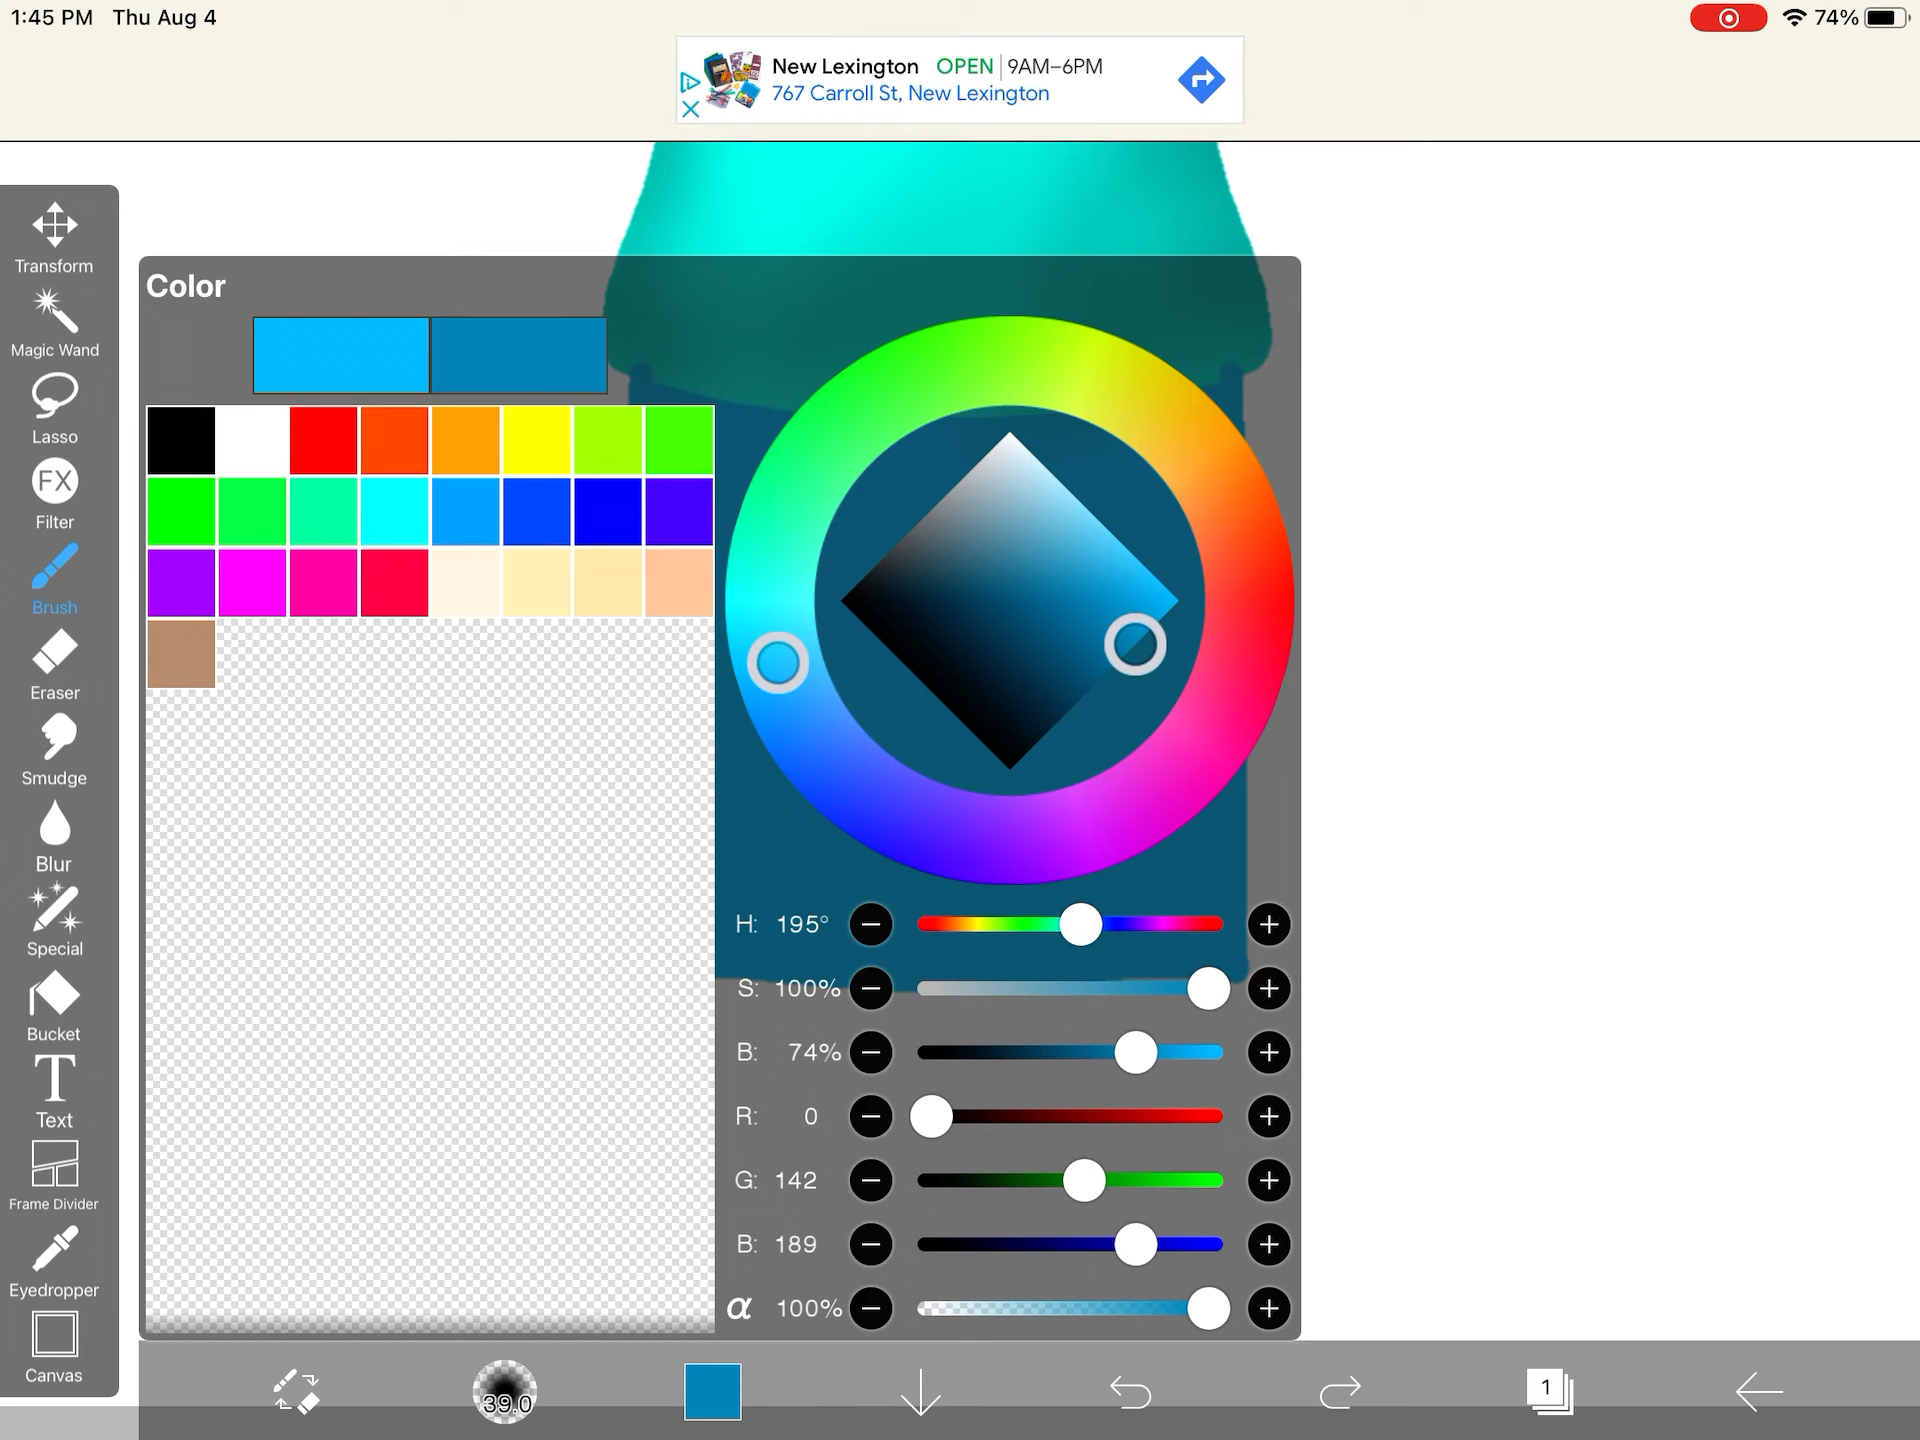 1:45 PM Thu Aug 4
74%
New Lexington OPEN 9AM–6PM
767 Carroll St, New Lexington
Transform
Magic Wand
Lasso
FX
Filter
Brush
Eraser
Smudge
Blur
Special
Bucket
T
Text
Frame Divider
Eyedropper
Canvas
Color
H: 195°
S: 100%
B: 74%
R: 0
G: 142
B: 189
α 100%
39.0
1